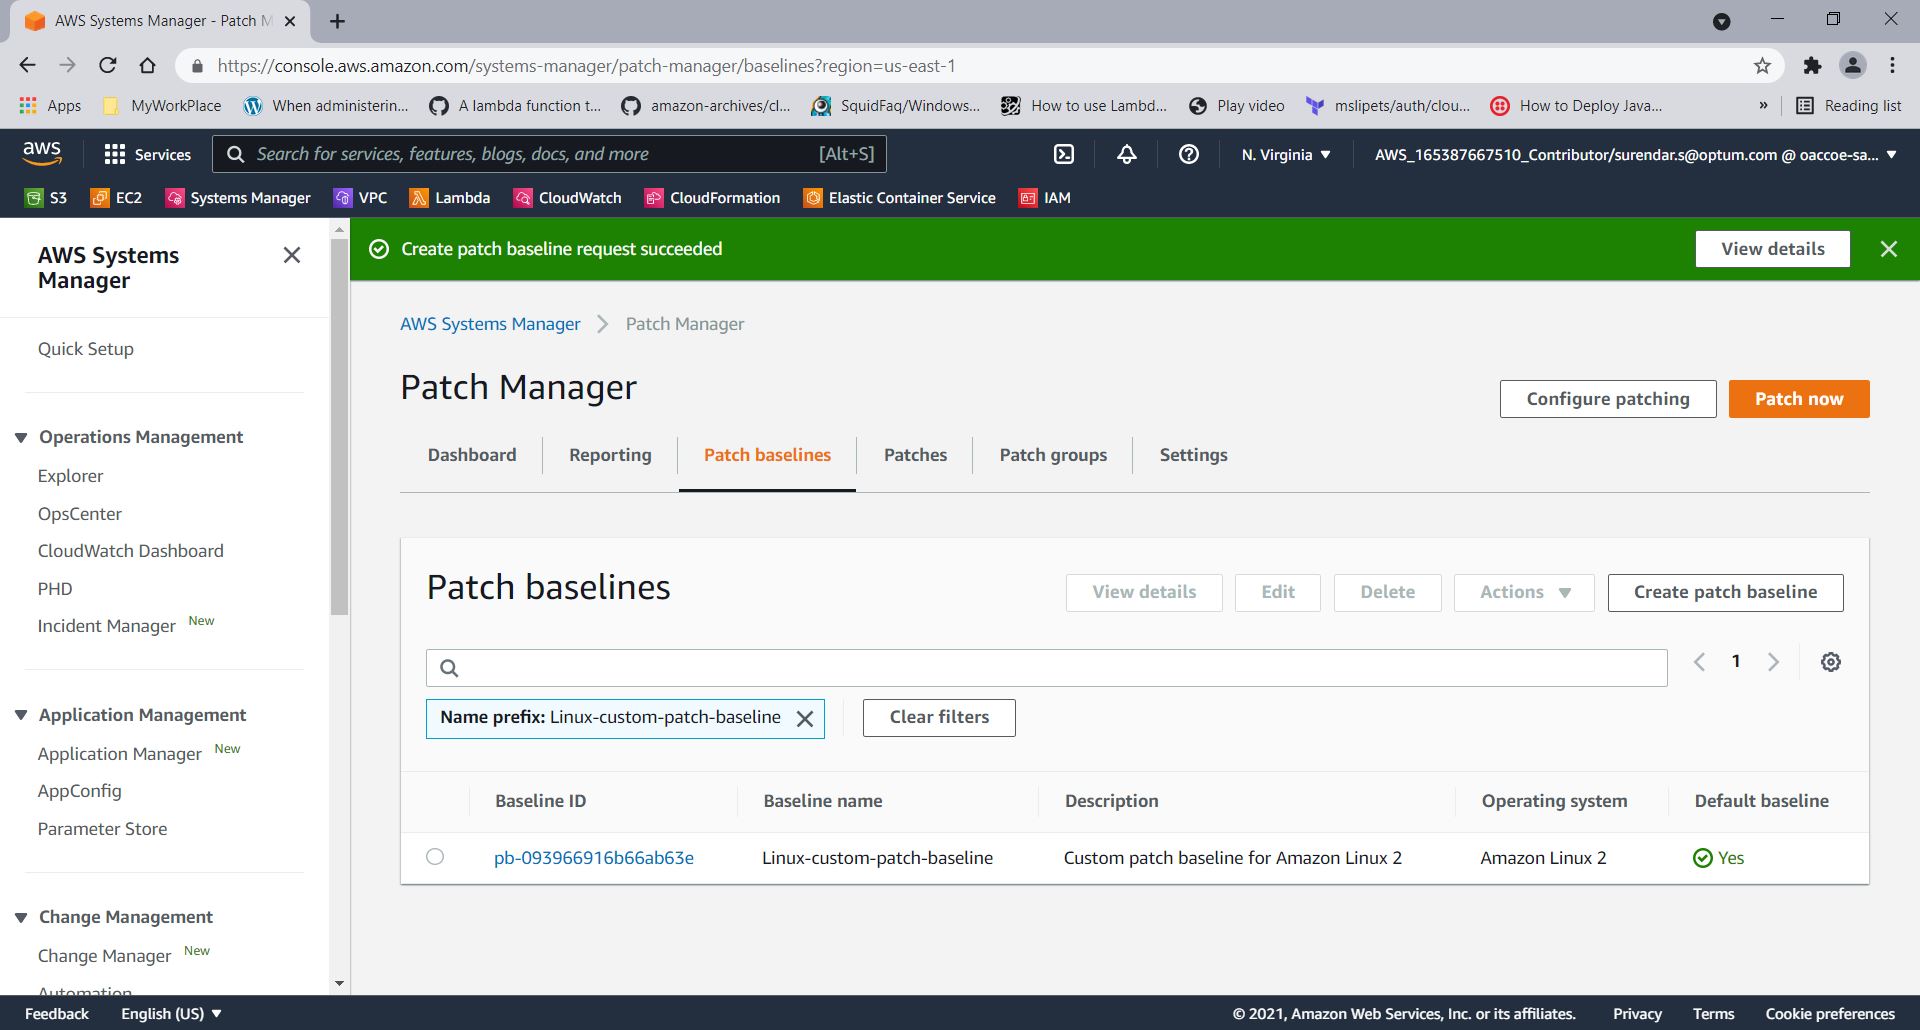 AWS Systems Manager - Patch M
https://console.aws.amazon.com/systems-manager/patch-manager/baselines?region=us-east-1
Apps MyWorkPlace When administerin... A lambda function t... amazon-archives/cl... SquidFaq/Windows... How to use Lambd... Play video mslipets/auth/clou... How to Deploy Java... » Reading list
aws Services Search for services, features, blogs, docs, and more [Alt+S] N. Virginia AWS_165387667510_Contributor/surendar.s@optum.com @ oaccoe-sa...
S3 EC2 Systems Manager VPC Lambda CloudWatch CloudFormation Elastic Container Service IAM
AWS Systems
Manager
Quick Setup
Operations Management
Explorer
OpsCenter
CloudWatch Dashboard
PHD
Incident Manager New
Application Management
Application Manager New
AppConfig
Parameter Store
Change Management
Change Manager New
Automation
Create patch baseline request succeeded View details
AWS Systems Manager Patch Manager
Patch Manager
Configure patching Patch now
Dashboard Reporting Patch baselines Patches Patch groups Settings
Patch baselines
View details Edit Delete Actions Create patch baseline
1
Name prefix: Linux-custom-patch-baseline Clear filters
Baseline ID Baseline name Description Operating system Default baseline
pb-093966916b66ab63e Linux-custom-patch-baseline Custom patch baseline for Amazon Linux 2 Amazon Linux 2 Yes
Feedback English (US) © 2021, Amazon Web Services, Inc. or its affiliates. Privacy Terms Cookie preferences